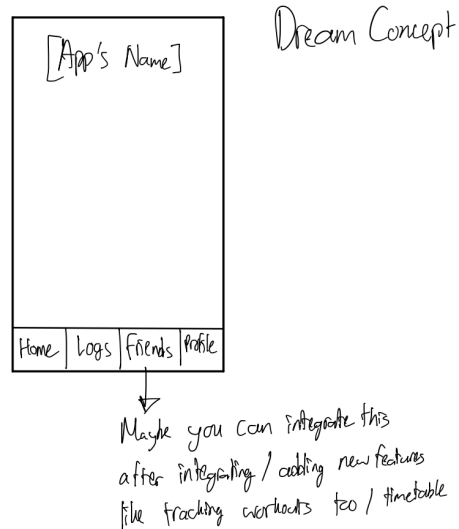 Dream Concept
[App's Name]
Home Logs Friends Profile
Maybe you can integrate this
after integrating / adding new features
like tracking workouts too / timetable